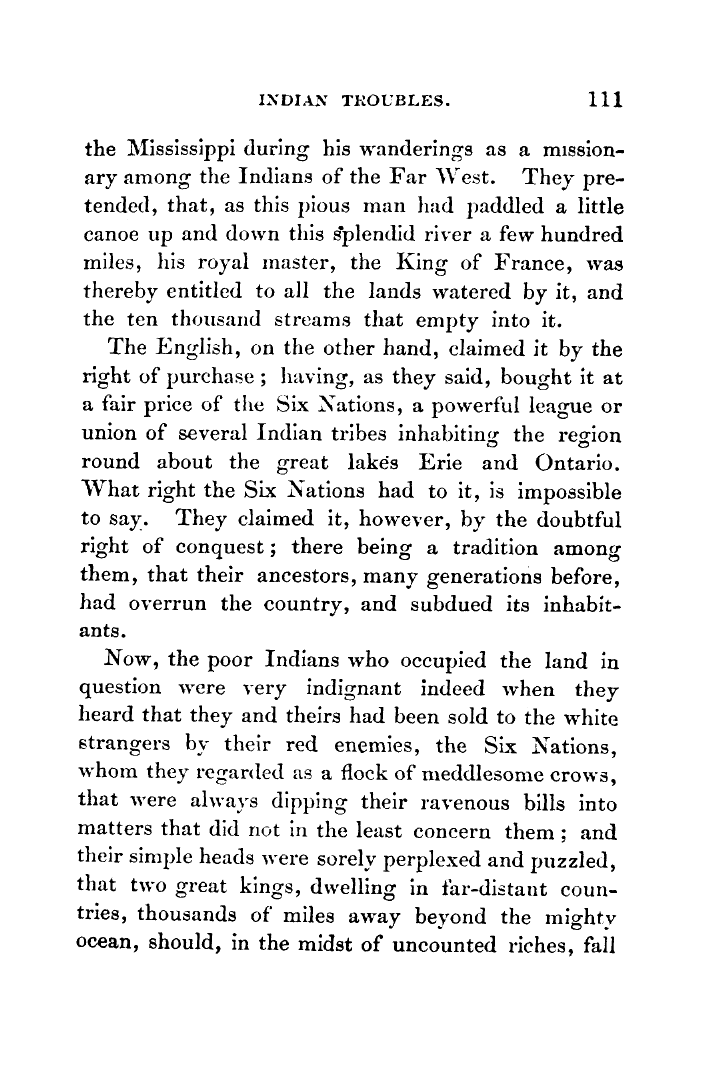 INDIAN TROUBLES. 111
the Mississippi during his wanderings as a mission-
ary among the Indians of the Far West. They pre-
tended, that, as this pious man had paddled a little
canoe up and down this splendid river a few hundred
miles, his royal master, the King of France, was
thereby entitled to all the lands watered by it, and
the ten thousand streams that empty into it.
The English, on the other hand, claimed it by the
right of purchase ; having, as they said, bought it at
a fair price of the Six Nations, a powerful league or
union of several Indian tribes inhabiting the region
round about the great lakes Erie and Ontario.
What right the Six Nations had to it, is impossible
to say. They claimed it, however, by the doubtful
right of conquest ; there being a tradition among
them, that their ancestors, many generations before,
had overrun the country, and subdued its inhabit-
ants.
Now, the poor Indians who occupied the land in
question were very indignant indeed when they
heard that they and theirs had been sold to the white
strangers by their red enemies, the Six Nations,
whom they regarded as a flock of meddlesome crows,
that were always dipping their ravenous bills into
matters that did not in the least concern them ; and
their simple heads were sorely perplexed and puzzled,
that two great kings, dwelling in far-distant coun-
tries, thousands of miles away beyond the mighty
ocean, should, in the midst of uncounted riches, fall